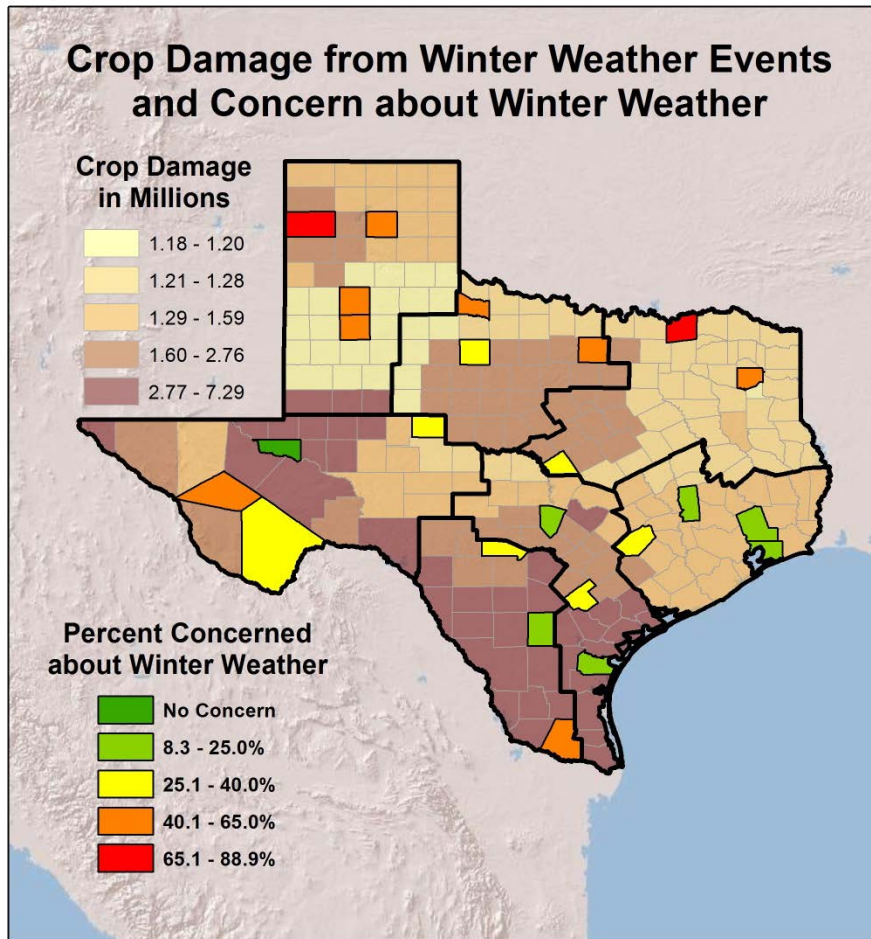 Crop Damage from Winter Weather Events
and Concern about Winter Weather
Crop Damage
in Millions
1.18 - 1.20
1.21 - 1.28
1.29 - 1.59
1.60 - 2.76
2.77 - 7.29
Percent Concerned
about Winter Weather
No Concern
8.3 - 25.0%
25.1 - 40.0%
40.1 - 65.0%
65.1 - 88.9%